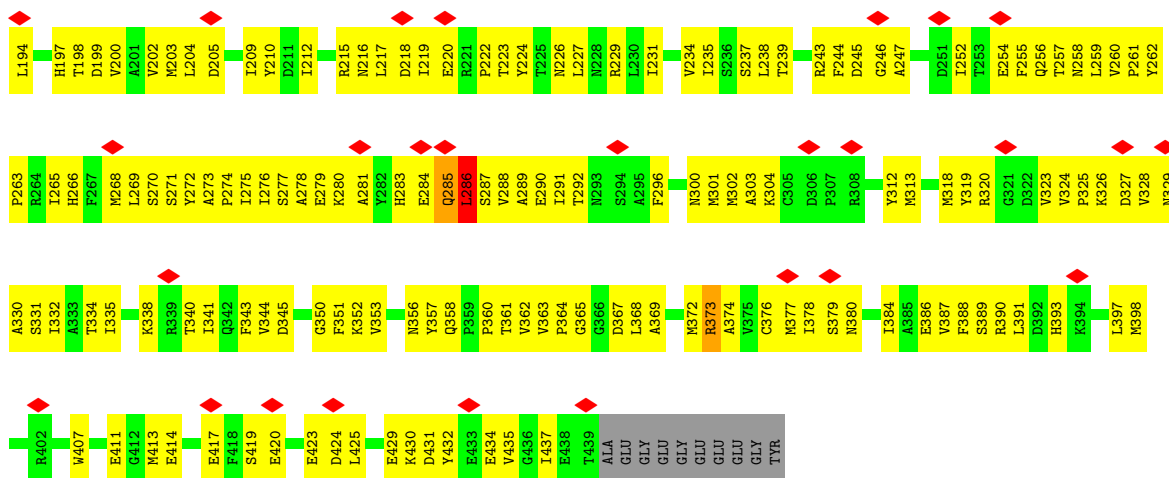 L194 H197 T198 D199 V200 A201 V202 M203 L204 D205 I209 Y210 D211 I212 R215 N216 L217 D218 I219 E220 R221 P222 T223 Y224 T225 N226 L227 N228 R229 L230 I231 V234 I235 S236 S237 L238 T239 R243 F244 D245 G246 A247 D251 I252 T253 E254 F255 Q256 T257 N258 L259 V260 P261 Y262
P263 R264 I265 H266 F267 M268 L269 S270 S271 Y272 A273 P274 I275 I276 S277 A278 E279 K280 A281 Y282 H283 E284 Q285 L286 S287 V288 A289 E290 I291 T292 N293 S294 A295 F296 N300 M301 M302 A303 K304 C305 D306 P307 R308 Y312 M313 M318 Y319 R320 G321 D322 V323 V324 P325 K326 D327 V328 N329
A330 S331 I332 A333 T334 I335 K338 R339 T340 I341 Q342 F343 V344 D345 G350 F351 K352 V353 N356 Y357 Q358 P359 P360 T361 V362 V363 P364 G365 G366 D367 L368 A369 M372 R373 A374 V375 C376 M377 I378 S379 N380 I384 A385 E386 V387 F388 S389 R390 L391 D392 H393 K394 L397 M398
R402 W407 E411 G412 M413 E414 E417 F418 S419 E420 E423 D424 L425 E429 K430 D431 Y432 E433 E434 V435 G436 I437 E438 T439 ALA GLU GLY GLU GLY GLU GLU GLU GLY TYR